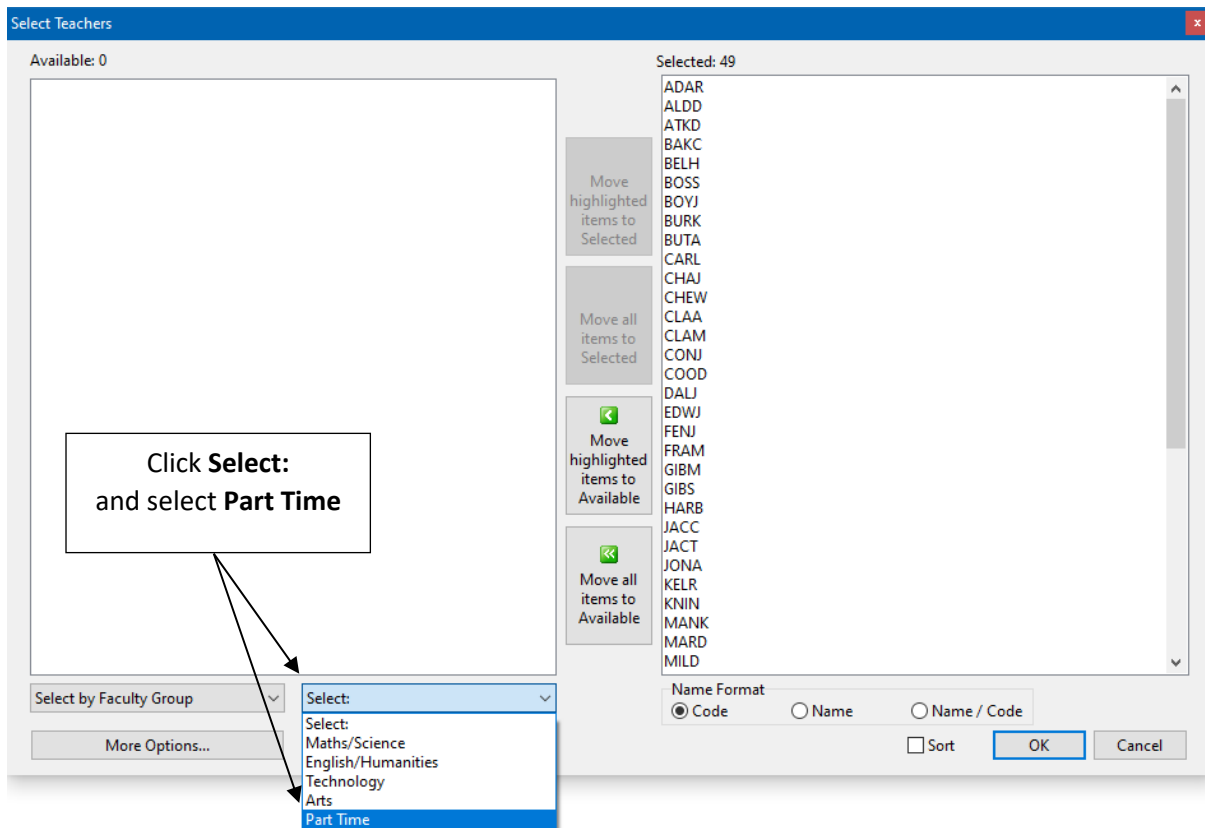 Select Teachers
x
Available: 0
Selected: 49
ADAR
ALDD
ATKD
BAKC
BELH
BOSS
BOYJ
BURK
BUTA
CARL
CHAJ
CHEW
CLAA
CLAM
CONJ
COOD
DALJ
EDWJ
FENJ
FRAM
GIBM
GIBS
HARB
JACC
JACT
JONA
KELR
KNIN
MANK
MARD
MILD
Move
highlighted
items to
Selected
Move all
items to
Selected
Move
highlighted
items to
Available
Move all
items to
Available
Click Select:
and select Part Time
Select by Faculty Group
Select:
Select:
Maths/Science
English/Humanities
Technology
Arts
Part Time
More Options...
Name Format
Code
Name
Name / Code
Sort
OK
Cancel